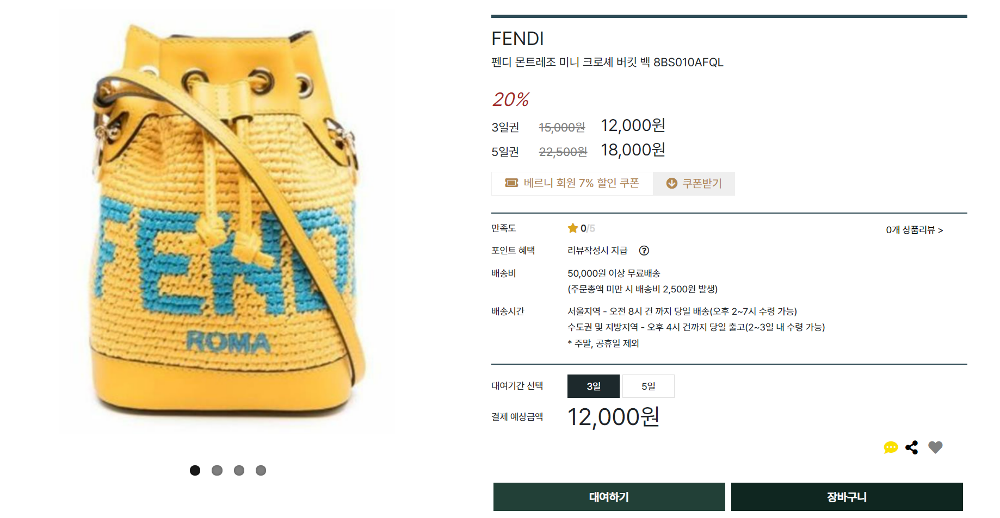 FENDI
ROMA
FENDI
펜디 몬트레조 미니 크로셰 버킷 백 8BS010AFQL
20%
3일권 15,000원 12,000원
5일권 22,500원 18,000원
베르니 회원 7% 할인 쿠폰 쿠폰받기
만족도 0/5 0개 상품리뷰 >
포인트 혜택 리뷰작성시 지급 ?
배송비 50,000원 이상 무료배송
(주문총액 미만 시 배송비 2,500원 발생)
배송시간 서울지역 - 오전 8시 건 까지 당일 배송(오후 2~7시 수령 가능)
수도권 및 지방지역 - 오후 4시 건까지 당일 출고(2~3일 내 수령 가능)
* 주말, 공휴일 제외
대여기간 선택 3일 5일
결제 예상금액 12,000원
대여하기 장바구니